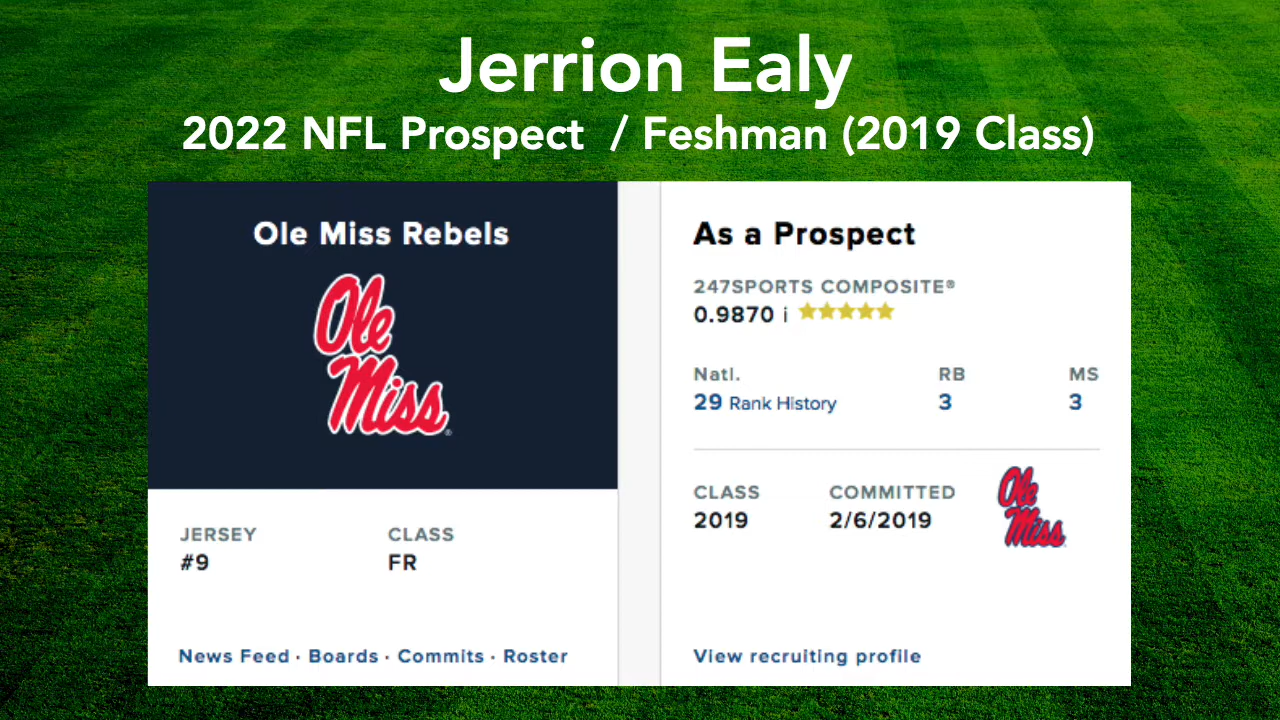 Jerrion Ealy
2022 NFL Prospect / Feshman (2019 Class)
Ole Miss Rebels
Ole
Miss
®
JERSEY CLASS
#9 FR
News Feed · Boards · Commits · Roster
As a Prospect
247SPORTS COMPOSITE®
0.9870 i
Natl. RB MS
29 Rank History 3 3
CLASS COMMITTED
2019 2/6/2019
Ole
Miss
View recruiting profile